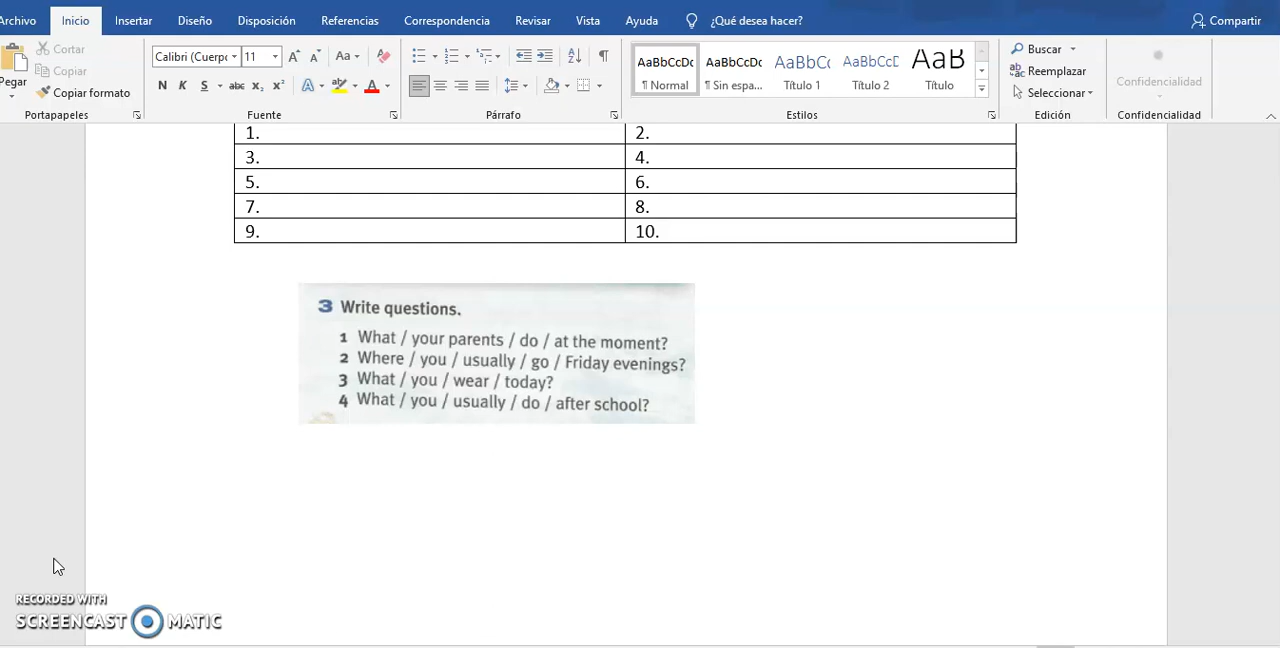 Archivo Inicio Insertar Diseño Disposición Referencias Correspondencia Revisar Vista Ayuda ¿Qué desea hacer? Compartir
Pegar
Cortar
Copiar
Copiar formato
Portapapeles
Calibri (Cuerpo 11
A A Aa
N K S abc x₂ x² A A
Fuente
Párrafo
AaBbCcDc AaBbCcDc AaBbCc AaBbCcD AaB
¶ Normal ¶ Sin espa... Título 1 Título 2 Título
Estilos
Buscar
Reemplazar
Seleccionar
Edición
Confidencialidad
Confidencialidad
1. 2.
3. 4.
5. 6.
7. 8.
9. 10.
3 Write questions.
1 What / your parents / do / at the moment?
2 Where / you / usually / go / Friday evenings?
3 What / you / wear / today?
4 What / you / usually / do / after school?
RECORDED WITH
SCREENCAST MATIC